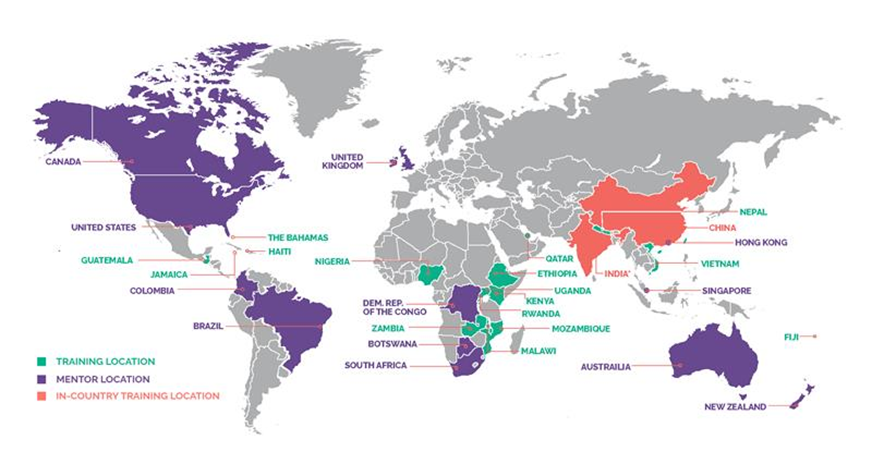 CANADA
UNITED
KINGDOM
NEPAL
CHINA
UNITED STATES
THE BAHAMAS
HONG KONG
HAITI
GUATEMALA
NIGERIA
QATAR
VIETNAM
JAMAICA
ETHIOPIA
INDIA*
COLOMBIA
UGANDA
SINGAPORE
DEM. REP.
OF THE CONGO
KENYA
RWANDA
BRAZIL
ZAMBIA
MOZAMBIQUE
FIJI
BOTSWANA
MALAWI
TRAINING LOCATION
SOUTH AFRICA
AUSTRAILIA
MENTOR LOCATION
IN-COUNTRY TRAINING LOCATION
NEW ZEALAND